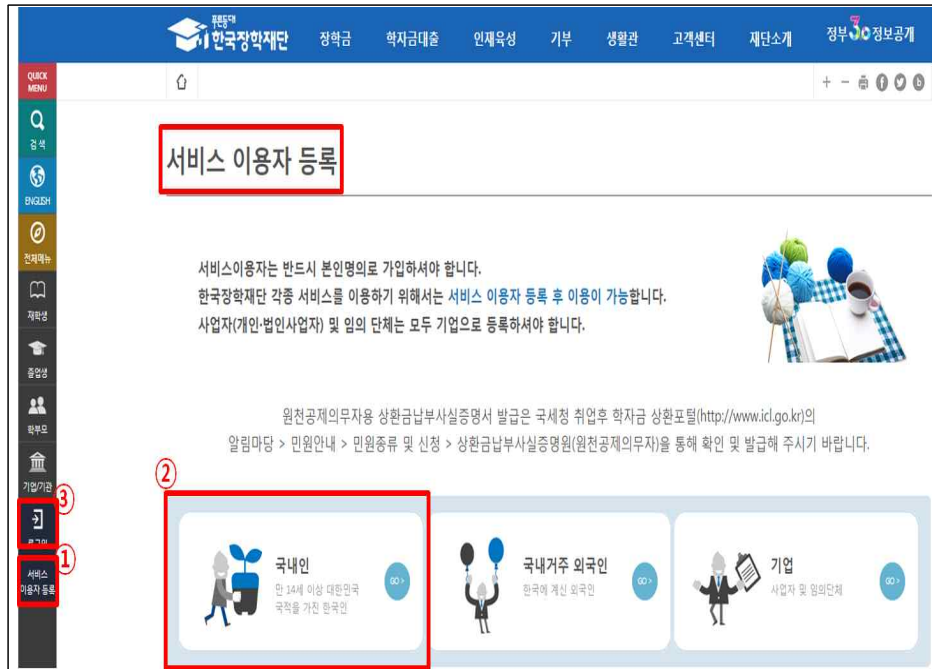 푸른등대
한국장학재단
장학금
학자금대출
인재육성
기부
생활관
고객센터
재단소개
정부3.0정보공개
QUICK
MENU
검색
ENGLISH
전체메뉴
재학생
졸업생
학부모
기업/기관
③
로그인
①
서비스
이용자 등록
서비스 이용자 등록
서비스이용자는 반드시 본인명의로 가입하셔야 합니다.
한국장학재단 각종 서비스를 이용하기 위해서는 서비스 이용자 등록 후 이용이 가능합니다.
사업자(개인·법인사업자) 및 임의 단체는 모두 기업으로 등록하셔야 합니다.
원천공제의무자용 상환금납부사실증명서 발급은 국세청 취업후 학자금 상환포털(http://www.icl.go.kr)의
알림마당 > 민원안내 > 민원종류 및 신청 > 상환금납부사실증명원(원천공제의무자)을 통해 확인 및 발급해 주시기 바랍니다.
②
국내인
만 14세 이상 대한민국
국적을 가진 한국인
GO >
국내거주 외국인
한국에 계신 외국인
GO >
기업
사업자 및 임의단체
GO >